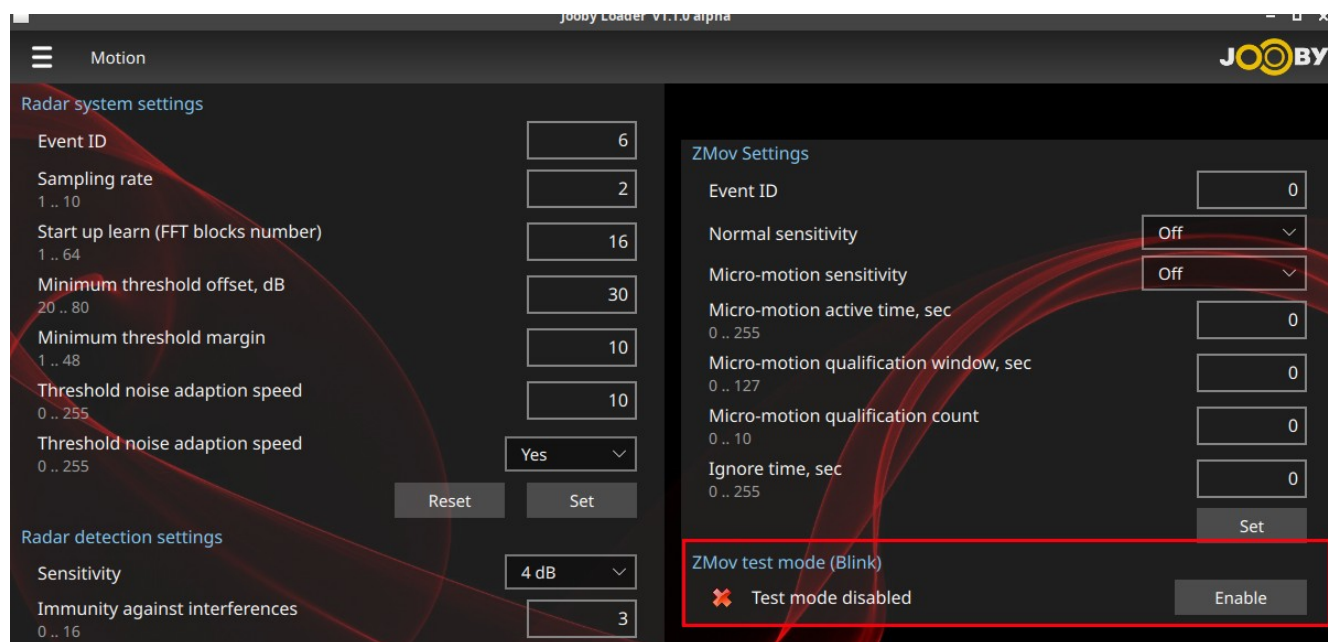 Jooby Loader V1.1.0 alpha
Motion
JOOBY
Radar system settings
Event ID
6
Sampling rate
1 .. 10
2
Start up learn (FFT blocks number)
1 .. 64
16
Minimum threshold offset, dB
20 .. 80
30
Minimum threshold margin
1 .. 48
10
Threshold noise adaption speed
0 .. 255
10
Threshold noise adaption speed
0 .. 255
Yes
Reset Set
Radar detection settings
Sensitivity
4 dB
Immunity against interferences
0 .. 16
3
ZMov Settings
Event ID
0
Normal sensitivity
Off
Micro-motion sensitivity
Off
Micro-motion active time, sec
0 .. 255
0
Micro-motion qualification window, sec
0 .. 127
0
Micro-motion qualification count
0 .. 10
0
Ignore time, sec
0 .. 255
0
Set
ZMov test mode (Blink)
Test mode disabled
Enable